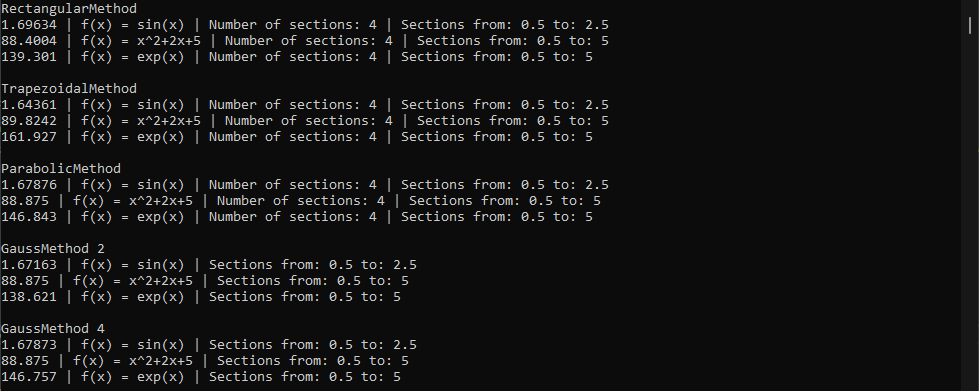 RectangularMethod
1.69634 | f(x) = sin(x) | Number of sections: 4 | Sections from: 0.5 to: 2.5
88.4004 | f(x) = x^2+2x+5 | Number of sections: 4 | Sections from: 0.5 to: 5
139.301 | f(x) = exp(x) | Number of sections: 4 | Sections from: 0.5 to: 5
TrapezoidalMethod
1.64361 | f(x) = sin(x) | Number of sections: 4 | Sections from: 0.5 to: 2.5
89.8242 | f(x) = x^2+2x+5 | Number of sections: 4 | Sections from: 0.5 to: 5
161.927 | f(x) = exp(x) | Number of sections: 4 | Sections from: 0.5 to: 5
ParabolicMethod
1.67876 | f(x) = sin(x) | Number of sections: 4 | Sections from: 0.5 to: 2.5
88.875 | f(x) = x^2+2x+5 | Number of sections: 4 | Sections from: 0.5 to: 5
146.843 | f(x) = exp(x) | Number of sections: 4 | Sections from: 0.5 to: 5
GaussMethod 2
1.67163 | f(x) = sin(x) | Sections from: 0.5 to: 2.5
88.875 | f(x) = x^2+2x+5 | Sections from: 0.5 to: 5
138.621 | f(x) = exp(x) | Sections from: 0.5 to: 5
GaussMethod 4
1.67873 | f(x) = sin(x) | Sections from: 0.5 to: 2.5
88.875 | f(x) = x^2+2x+5 | Sections from: 0.5 to: 5
146.757 | f(x) = exp(x) | Sections from: 0.5 to: 5